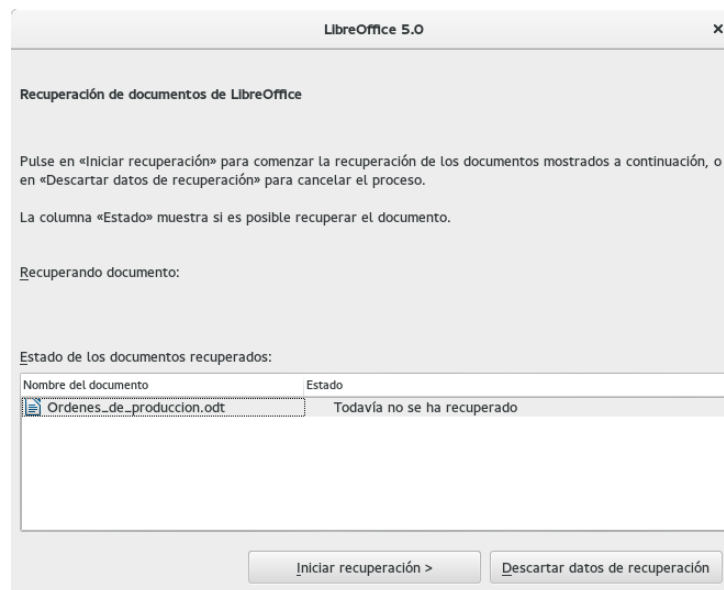 LibreOffice 5.0
Recuperación de documentos de LibreOffice
Pulse en «Iniciar recuperación» para comenzar la recuperación de los documentos mostrados a continuación, o
en «Descartar datos de recuperación» para cancelar el proceso.
La columna «Estado» muestra si es posible recuperar el documento.
Recuperando documento:
Estado de los documentos recuperados:
Nombre del documento Estado
Ordenes_de_produccion.odt Todavía no se ha recuperado
Iniciar recuperación > Descartar datos de recuperación